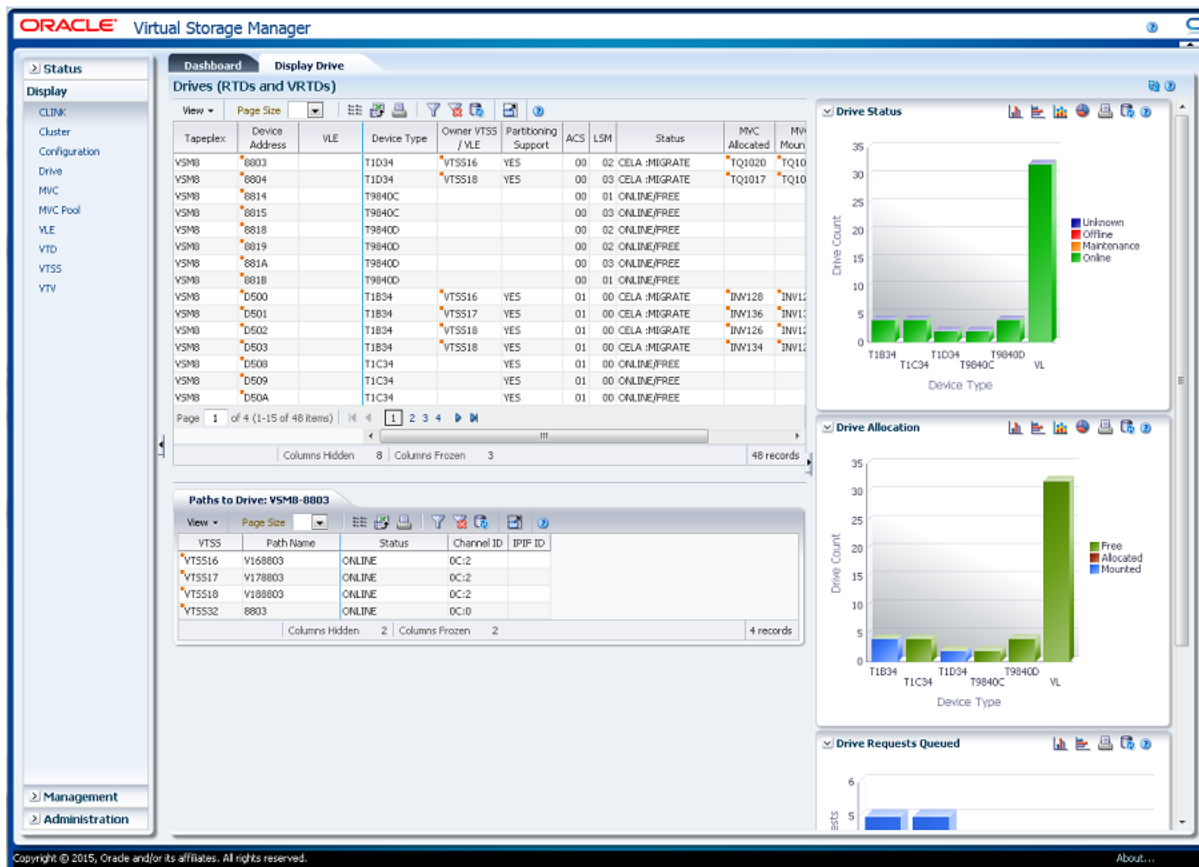 ORACLE® Virtual Storage Manager
Status
Display
CLINK
Cluster
Configuration
Drive
MVC
MVC Pool
VLE
VTD
VTSS
VTV
Management
Administration
Dashboard Display Drive
Drives (RTDs and VRTDs)
View Page Size
Tapeplex Device Address VLE Device Type Owner VTSS / VLE Partitioning Support ACS LSM Status MVC Allocated
VSM8 8803 T1D34 VTSS16 YES 00 02 CELA :MIGRATE TQ1020 TQ10
VSM8 8804 T1D34 VTSS18 YES 00 03 CELA :MIGRATE TQ1017 TQ10
VSM8 8814 T9840C 00 01 ONLINE/FREE
VSM8 8815 T9840C 00 03 ONLINE/FREE
VSM8 8818 T9840D 00 02 ONLINE/FREE
VSM8 8819 T9840D 00 02 ONLINE/FREE
VSM8 881A T9840D 00 03 ONLINE/FREE
VSM8 881B T9840D 00 01 ONLINE/FREE
VSM8 D500 T1B34 VTSS16 YES 01 00 CELA :MIGRATE INV128 INV12
VSM8 D501 T1B34 VTSS17 YES 01 00 CELA :MIGRATE INV136 INV13
VSM8 D502 T1B34 VTSS18 YES 01 00 CELA :MIGRATE INV126 INV12
VSM8 D503 T1B34 VTSS18 YES 01 00 CELA :MIGRATE INV134 INV12
VSM8 D508 T1C34 YES 01 00 ONLINE/FREE
VSM8 D509 T1C34 YES 01 00 ONLINE/FREE
VSM8 D50A T1C34 YES 01 00 ONLINE/FREE
Page 1 of 4 (1-15 of 48 items) 1 2 3 4
Columns Hidden 8 Columns Frozen 3 48 records
Paths to Drive: VSM8-8803
View Page Size
VTSS Path Name Status Channel ID IPIF ID
VTSS16 V168803 ONLINE 0C:2
VTSS17 V178803 ONLINE 0C:2
VTSS18 V188803 ONLINE 0C:2
VTSS32 8803 ONLINE 0C:0
Columns Hidden 2 Columns Frozen 2 4 records
Drive Status
35
30
25
20
15
10
5
0
Drive Count
T1B34 T1D34 T9840D
T1C34 T9840C VL
Device Type
Unknown
Offline
Maintenance
Online
Drive Allocation
35
30
25
20
15
10
5
0
Drive Count
T1B34 T1D34 T9840D
T1C34 T9840C VL
Device Type
Free
Allocated
Mounted
Drive Requests Queued
6
5
Copyright © 2015, Oracle and/or its affiliates. All rights reserved.
About...